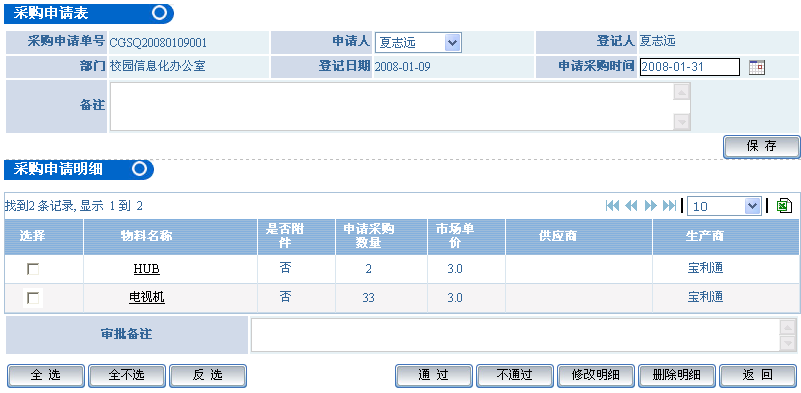 采购申请表
采购申请单号 CGSQ20080109001 申请人 夏志远 登记人 夏志远
部门 校园信息化办公室 登记日期 2008-01-09 申请采购时间 2008-01-31
备注
保 存
采购申请明细
找到2 条记录, 显示 1 到 2 10
选择 物料名称 是否附件 申请采购数量 市场单价 供应商 生产商
HUB 否 2 3.0 宝利通
电视机 否 33 3.0 宝利通
审批备注
全 选 全不选 反 选 通 过 不通过 修改明细 删除明细 返 回